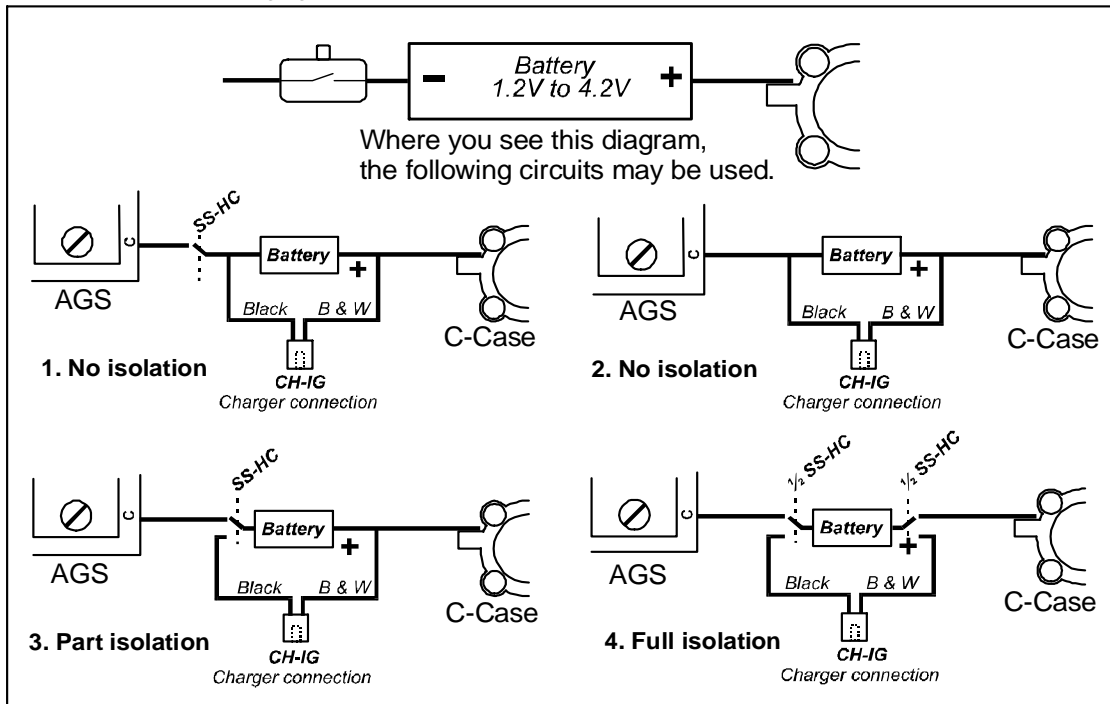 Battery
1.2V to 4.2V
Where you see this diagram,
the following circuits may be used.
SS-HC
C
Battery
AGS
Black
B & W
C-Case
1. No isolation
CH-IG
Charger connection
C
Battery
AGS
Black
B & W
C-Case
2. No isolation
CH-IG
Charger connection
SS-HC
C
Battery
AGS
Black
B & W
C-Case
3. Part isolation
CH-IG
Charger connection
½ SS-HC
½ SS-HC
C
Battery
AGS
Black
B & W
C-Case
4. Full isolation
CH-IG
Charger connection